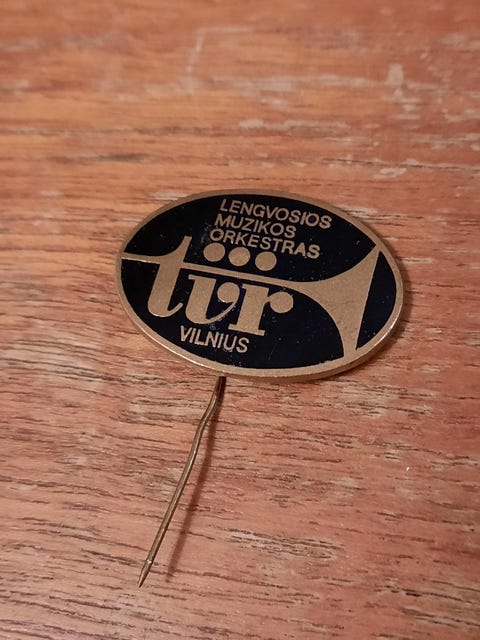 LENGVOSIOS
MUZIKOS
ORKESTRAS
tvr
VILNIUS